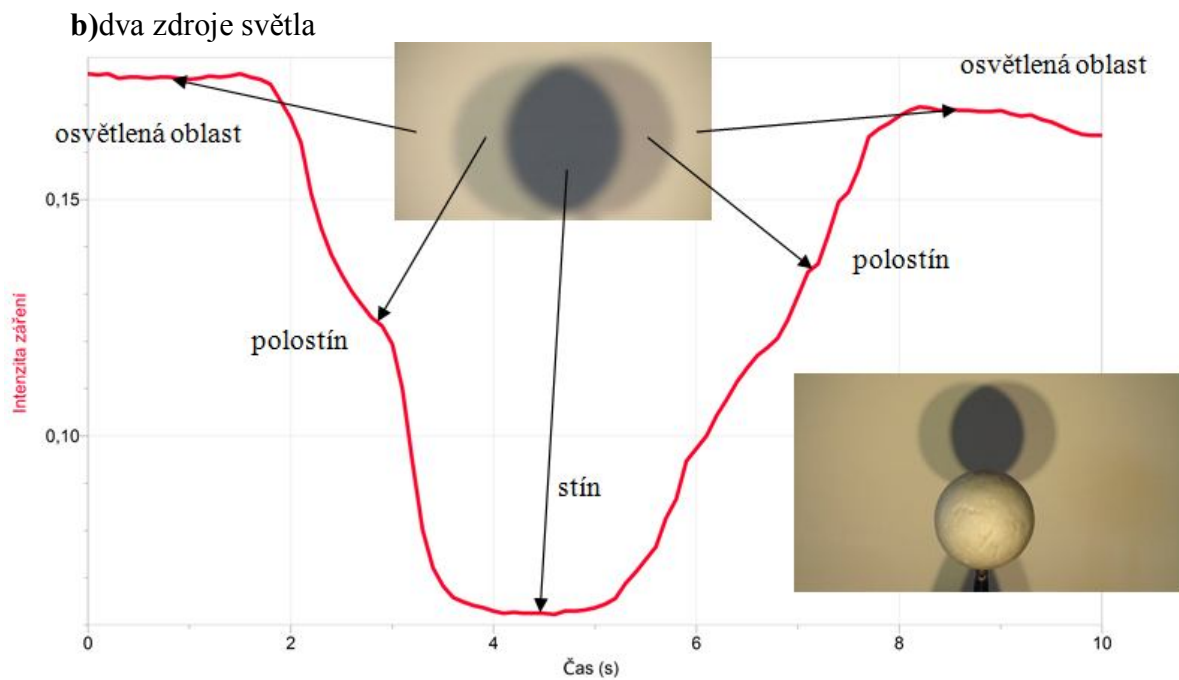 b)dva zdroje světla
osvětlená oblast
osvětlená oblast
0,15
polostín
polostín
Intenzita záření
0,10
stín
0 2 4 6 8 10
Čas (s)